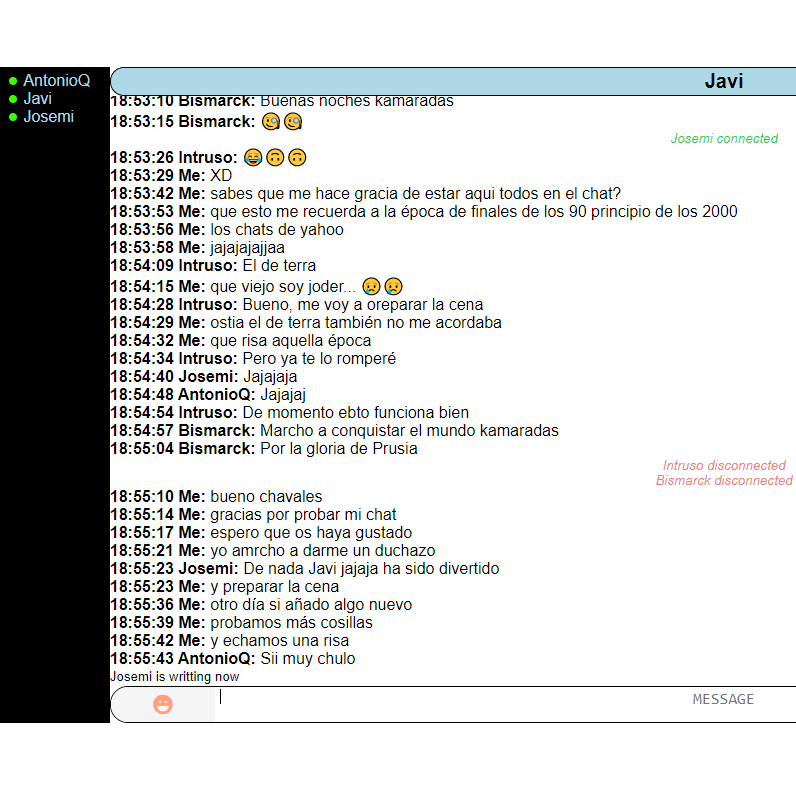 AntonioQ
Javi
Josemi
Javi
18:53:10 Bismarck: Buenas noches kamaradas
18:53:15 Bismarck: 🧐🧐
Josemi connected
18:53:26 Intruso: 😂🙃🙃
18:53:29 Me: XD
18:53:42 Me: sabes que me hace gracia de estar aqui todos en el chat?
18:53:53 Me: que esto me recuerda a la época de finales de los 90 principio de los 2000
18:53:56 Me: los chats de yahoo
18:53:58 Me: jajajajajjaa
18:54:09 Intruso: El de terra
18:54:15 Me: que viejo soy joder... 😥😥
18:54:28 Intruso: Bueno, me voy a oreparar la cena
18:54:29 Me: ostia el de terra también no me acordaba
18:54:32 Me: que risa aquella época
18:54:34 Intruso: Pero ya te lo romperé
18:54:40 Josemi: Jajajaja
18:54:48 AntonioQ: Jajajaj
18:54:54 Intruso: De momento ebto funciona bien
18:54:57 Bismarck: Marcho a conquistar el mundo kamaradas
18:55:04 Bismarck: Por la gloria de Prusia
Intruso disconnected
Bismarck disconnected
18:55:10 Me: bueno chavales
18:55:14 Me: gracias por probar mi chat
18:55:17 Me: espero que os haya gustado
18:55:21 Me: yo amrcho a darme un duchazo
18:55:23 Josemi: De nada Javi jajaja ha sido divertido
18:55:23 Me: y preparar la cena
18:55:36 Me: otro día si añado algo nuevo
18:55:39 Me: probamos más cosillas
18:55:42 Me: y echamos una risa
18:55:43 AntonioQ: Sii muy chulo
Josemi is writting now
MESSAGE